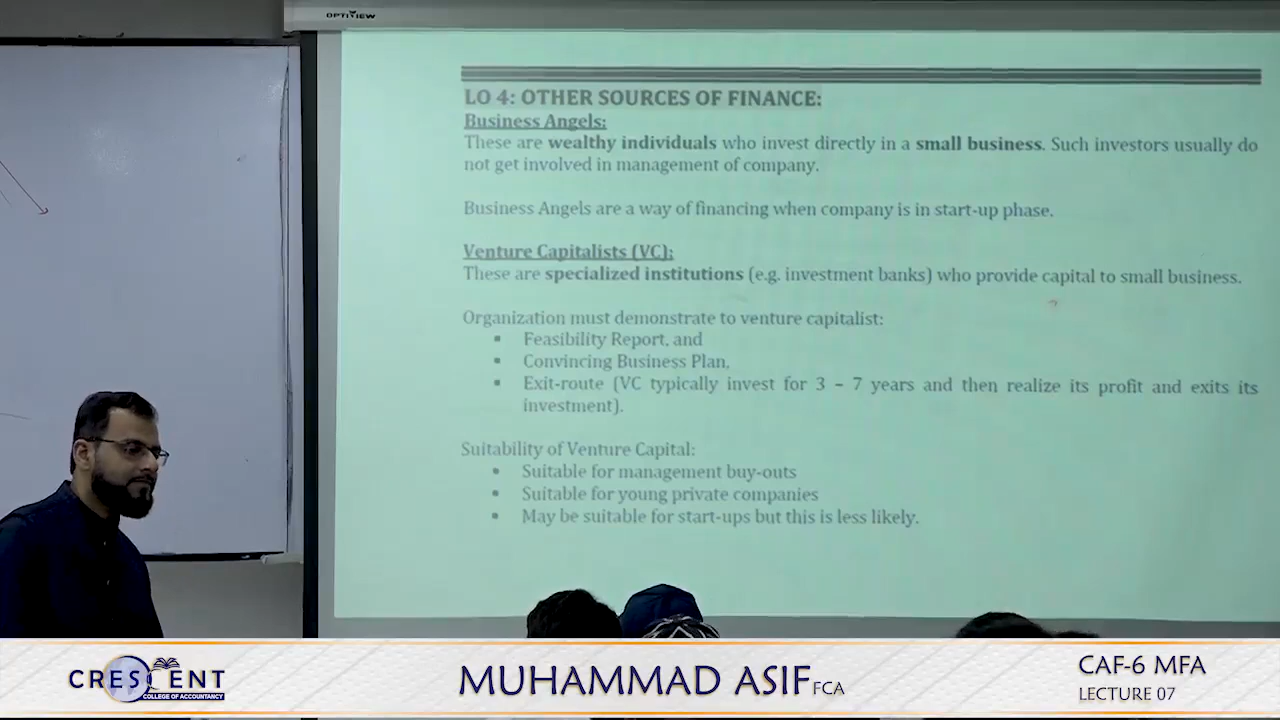 OPTIVIEW
LO 4: OTHER SOURCES OF FINANCE:
Business Angels:
These are wealthy individuals who invest directly in a small business. Such investors usually do
not get involved in management of company.
Business Angels are a way of financing when company is in start-up phase.
Venture Capitalists (VC):
These are specialized institutions (e.g. investment banks) who provide capital to small business.
Organization must demonstrate to venture capitalist:
▪ Feasibility Report, and
▪ Convincing Business Plan,
▪ Exit-route (VC typically invest for 3 – 7 years and then realize its profit and exits its
investment).
Suitability of Venture Capital:
▪ Suitable for management buy-outs
▪ Suitable for young private companies
▪ May be suitable for start-ups but this is less likely.
CRESCENT
COLLEGE OF ACCOUNTANCY
MUHAMMAD ASIF FCA
CAF-6 MFA
LECTURE 07